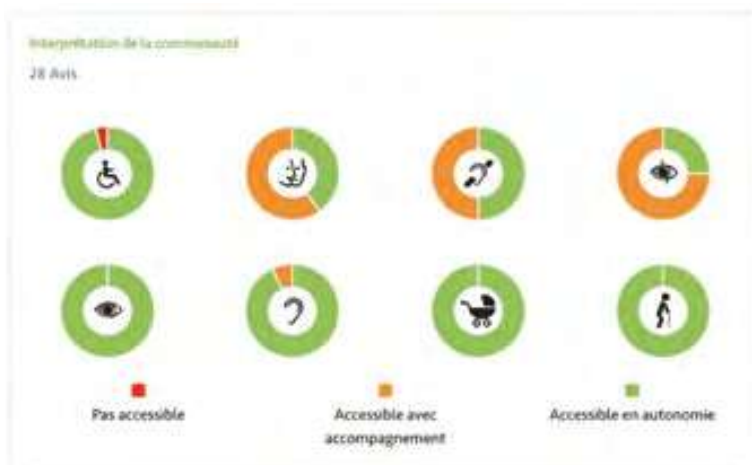 Interprétation de la communauté
28 Avis
Pas accessible
Accessible avec
accompagnement
Accessible en autonomie